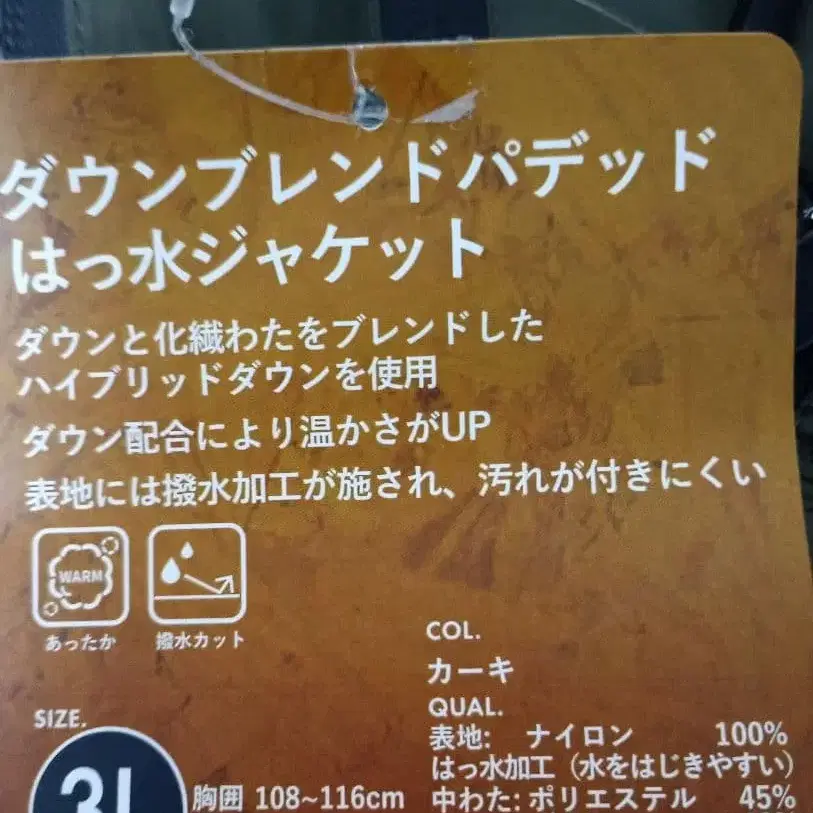 ダウンブレンドパデッド
はっ水ジャケット
ダウンと化繊わたをブレンドした
ハイブリッドダウンを使用
ダウン配合により温かさがUP
表地には撥水加工が施され、汚れが付きにくい
WARM
あったか
撥水カット
COL.
カーキ
QUAL.
表地: ナイロン 100%
はっ水加工（水をはじきやすい）
中わた: ポリエステル 45%
SIZE.
3L
胸囲 108~116cm